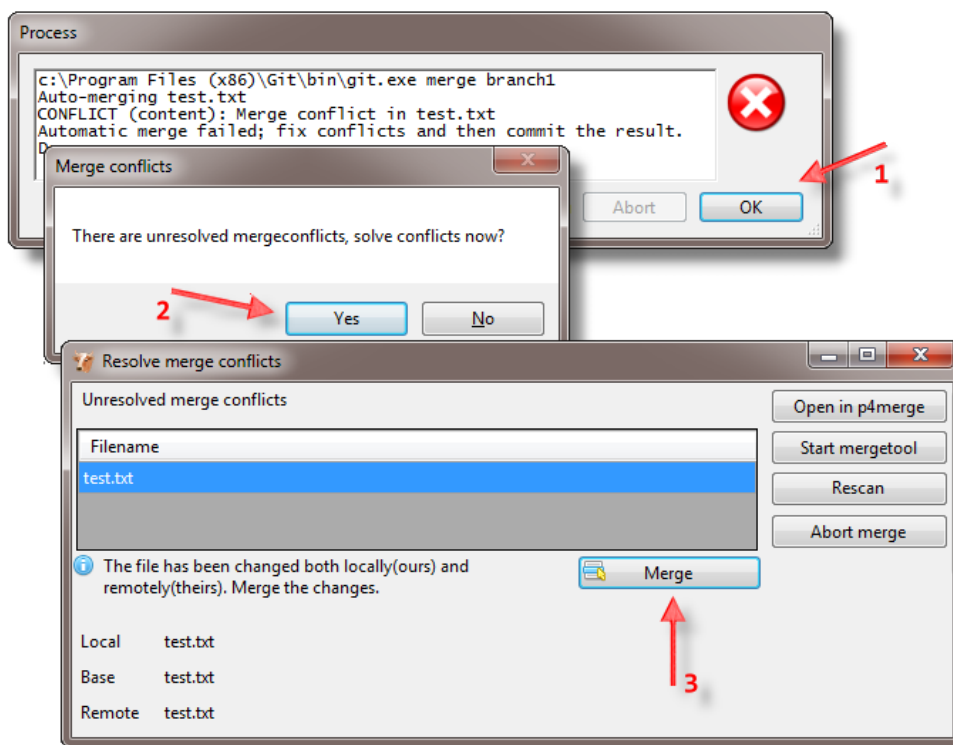 Process
c:\Program Files (x86)\Git\bin\git.exe merge branch1
Auto-merging test.txt
CONFLICT (content): Merge conflict in test.txt
Automatic merge failed; fix conflicts and then commit the result.
Abort
OK
1
Merge conflicts
There are unresolved mergeconflicts, solve conflicts now?
2
Yes
No
Resolve merge conflicts
Unresolved merge conflicts
Open in p4merge
Filename
Start mergetool
test.txt
Rescan
Abort merge
The file has been changed both locally(ours) and
remotely(theirs). Merge the changes.
Merge
3
Local test.txt
Base test.txt
Remote test.txt